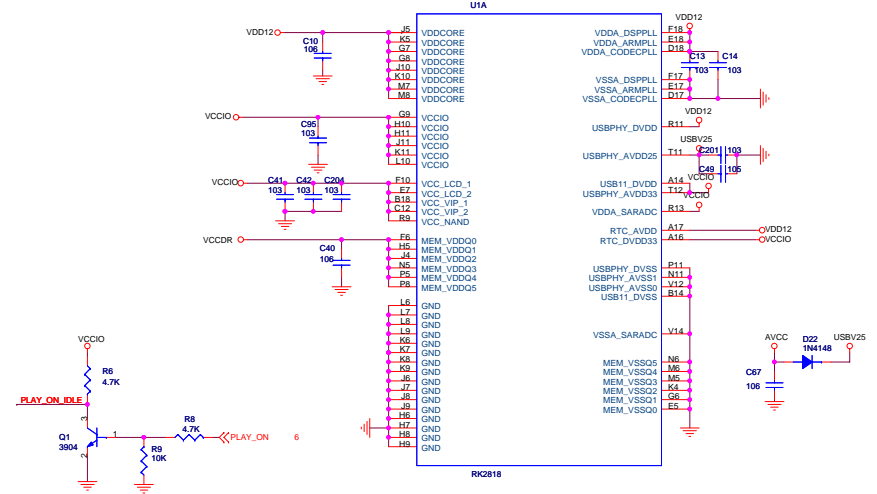 U1A
VDD12
C10
106
J5 VDDCORE
K5 VDDCORE
G7 VDDCORE
G8 VDDCORE
J10 VDDCORE
K10 VDDCORE
M7 VDDCORE
M8 VDDCORE
VCCIO
C95
103
G9 VCCIO
H10 VCCIO
H11 VCCIO
J11 VCCIO
K11 VCCIO
L10 VCCIO
VCCIO
C41 C42 C204
103 103 103
F10 VCC_LCD_1
E7 VCC_LCD_2
B18 VCC_VIP_1
C12 VCC_VIP_2
R9 VCC_NAND
VCCDR
C40
106
F6 MEM_VDDQ0
H5 MEM_VDDQ1
J4 MEM_VDDQ2
N5 MEM_VDDQ3
P5 MEM_VDDQ4
P8 MEM_VDDQ5
L6 GND
L7 GND
L8 GND
L9 GND
K6 GND
K7 GND
K8 GND
K9 GND
J6 GND
J7 GND
J8 GND
J9 GND
H6 GND
H7 GND
H8 GND
H9 GND
RK2818
VDD12
VDDA_DSPPLL F18
VDDA_ARMPLL E18
VDDA_CODECPLL D18
C13 C14
103 103
VSSA_DSPPLL F17
VSSA_ARMPLL E17
VSSA_CODECPLL D17
VDD12
USBPHY_DVDD R11
USBV25
USBPHY_AVDD25 T11
C201 103
C49 105
VCCIO
USB11_DVDD A14
USBPHY_AVDD33 T12
VCCIO
VDDA_SARADC R13
RTC_AVDD A17 VDD12
RTC_DVDD33 A16 VCCIO
USBPHY_DVSS P11
USBPHY_AVSS1 N11
USBPHY_AVSS0 V12
USB11_DVSS B14
VSSA_SARADC V14
MEM_VSSQ5 N6
MEM_VSSQ4 M6
MEM_VSSQ3 M5
MEM_VSSQ2 K4
MEM_VSSQ1 G6
MEM_VSSQ0 E5
AVCC
D22
1N4148
USBV25
C67
106
VCCIO
R6
4.7K
PLAY_ON_IDLE
3
Q1
3904
1
2
R8
4.7K
PLAY_ON 6
R9
10K